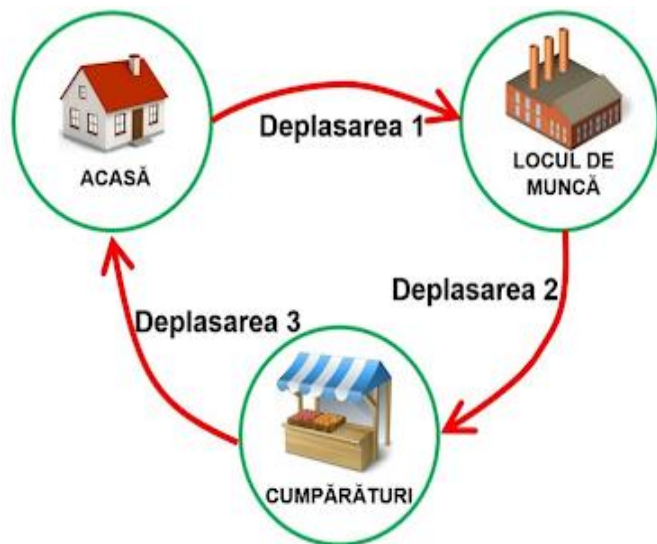 Deplasarea 1
ACASĂ
LOCUL DE
MUNCĂ
Deplasarea 2
Deplasarea 3
CUMPĂRĂTURI